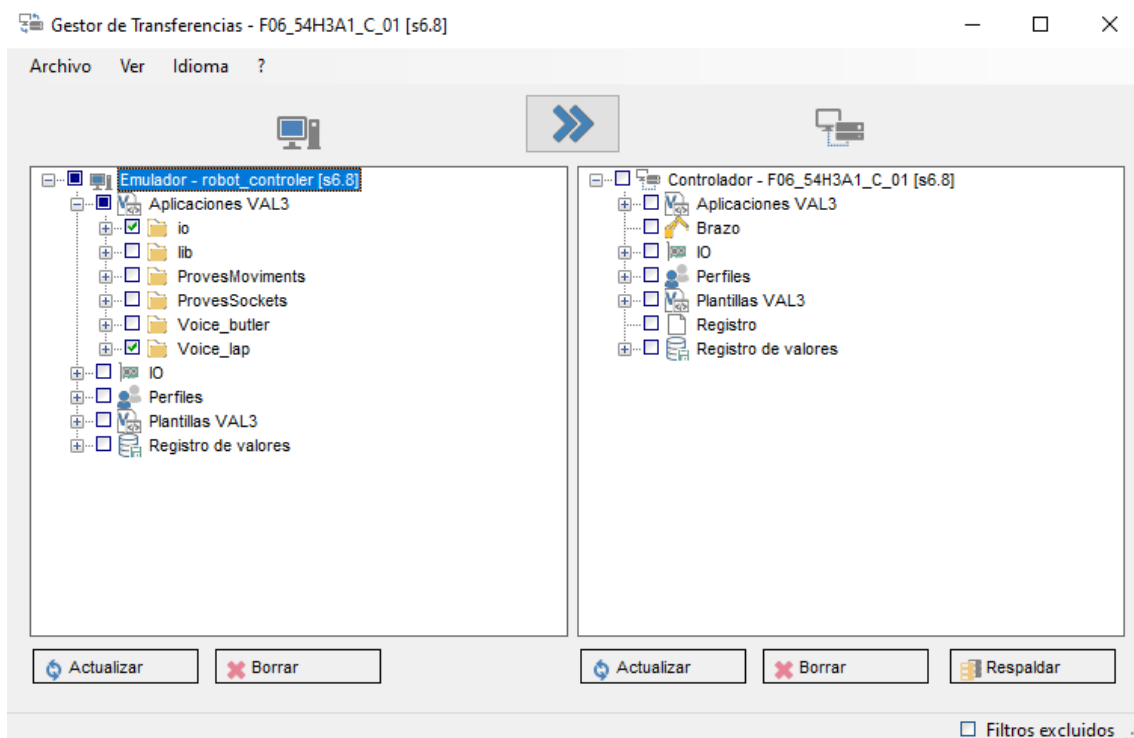 Gestor de Transferencias - F06_54H3A1_C_01 [s6.8]
Archivo Ver Idioma ?
Emulador - robot_controler [s6.8]
Aplicaciones VAL3
io
lib
ProvesMoviments
ProvesSockets
Voice_butler
Voice_lap
IO
Perfiles
Plantillas VAL3
Registro de valores
Controlador - F06_54H3A1_C_01 [s6.8]
Aplicaciones VAL3
Brazo
IO
Perfiles
Plantillas VAL3
Registro
Registro de valores
Actualizar Borrar Actualizar Borrar Respaldar
Filtros excluidos